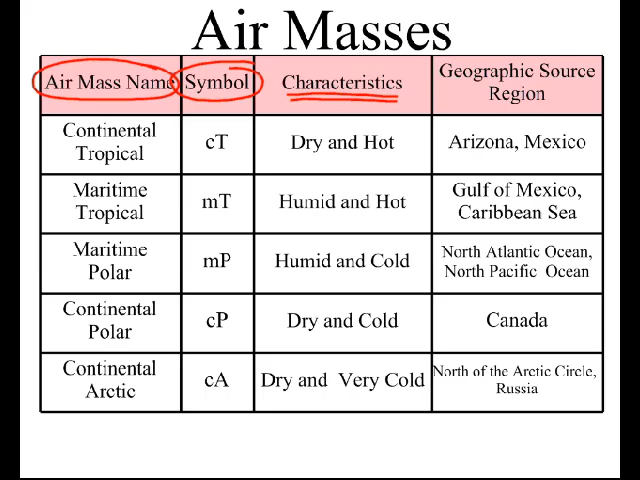 Air Masses
Air Mass Name Symbol Characteristics Geographic Source
Region
Continental
Tropical cT Dry and Hot Arizona, Mexico
Maritime
Tropical mT Humid and Hot Gulf of Mexico,
Caribbean Sea
Maritime
Polar mP Humid and Cold North Atlantic Ocean,
North Pacific Ocean
Continental
Polar cP Dry and Cold Canada
Continental
Arctic cA Dry and Very Cold North of the Arctic Circle,
Russia